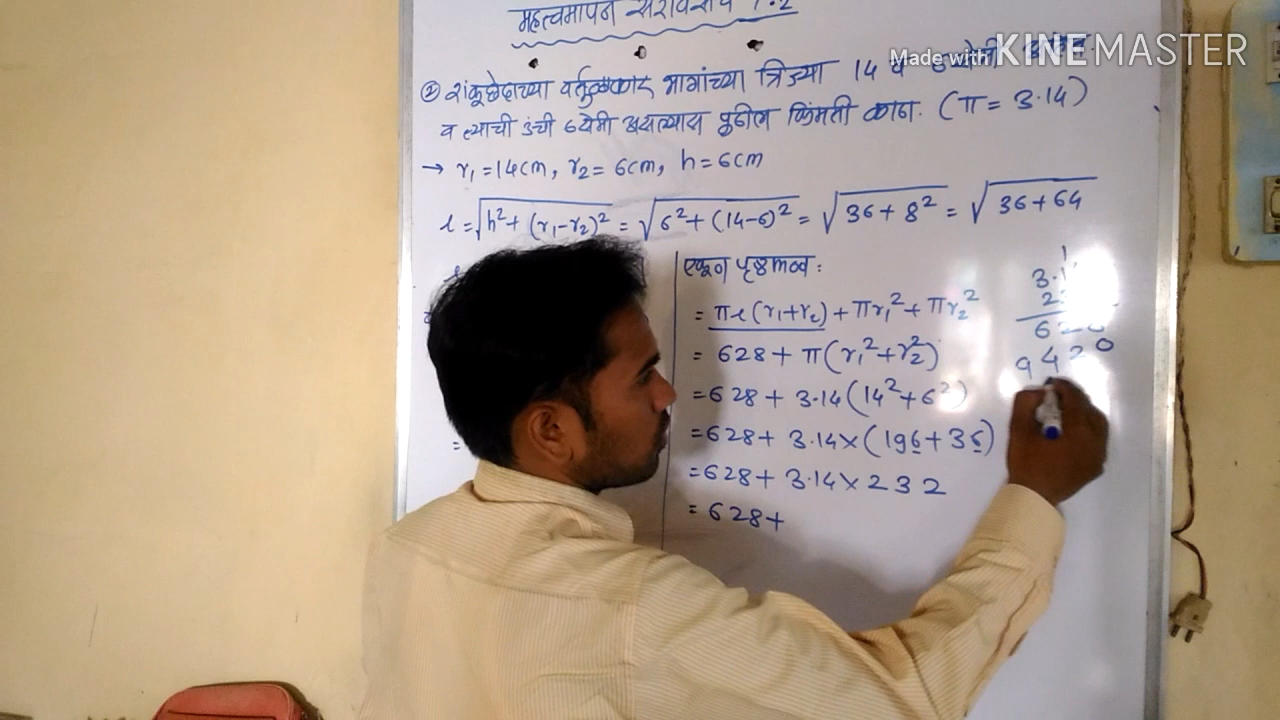 महत्वमापन सरावसंच 7.2
Made with KINEMASTER
② शंकूछेदाच्या वर्तुळाकार भागांच्या त्रिज्या 14 व
व त्याची उंची 6सेमी असल्यास पुढील किंमती काढा. (π = 3.14)
→ r₁ = 14cm, r₂ = 6cm, h = 6cm
l = √h² + (r₁-r₂)² = √6² + (14-6)² = √36 + 8² = √36 + 64
एकूण पृष्ठफळ :
= πl(r₁+r₂) + πr₁² + πr₂²
= 628 + π(r₁² + r₂²)
= 628 + 3.14(14² + 6²)
= 628 + 3.14 × (196 + 36)
= 628 + 3.14 × 232
= 628 +
1
9420